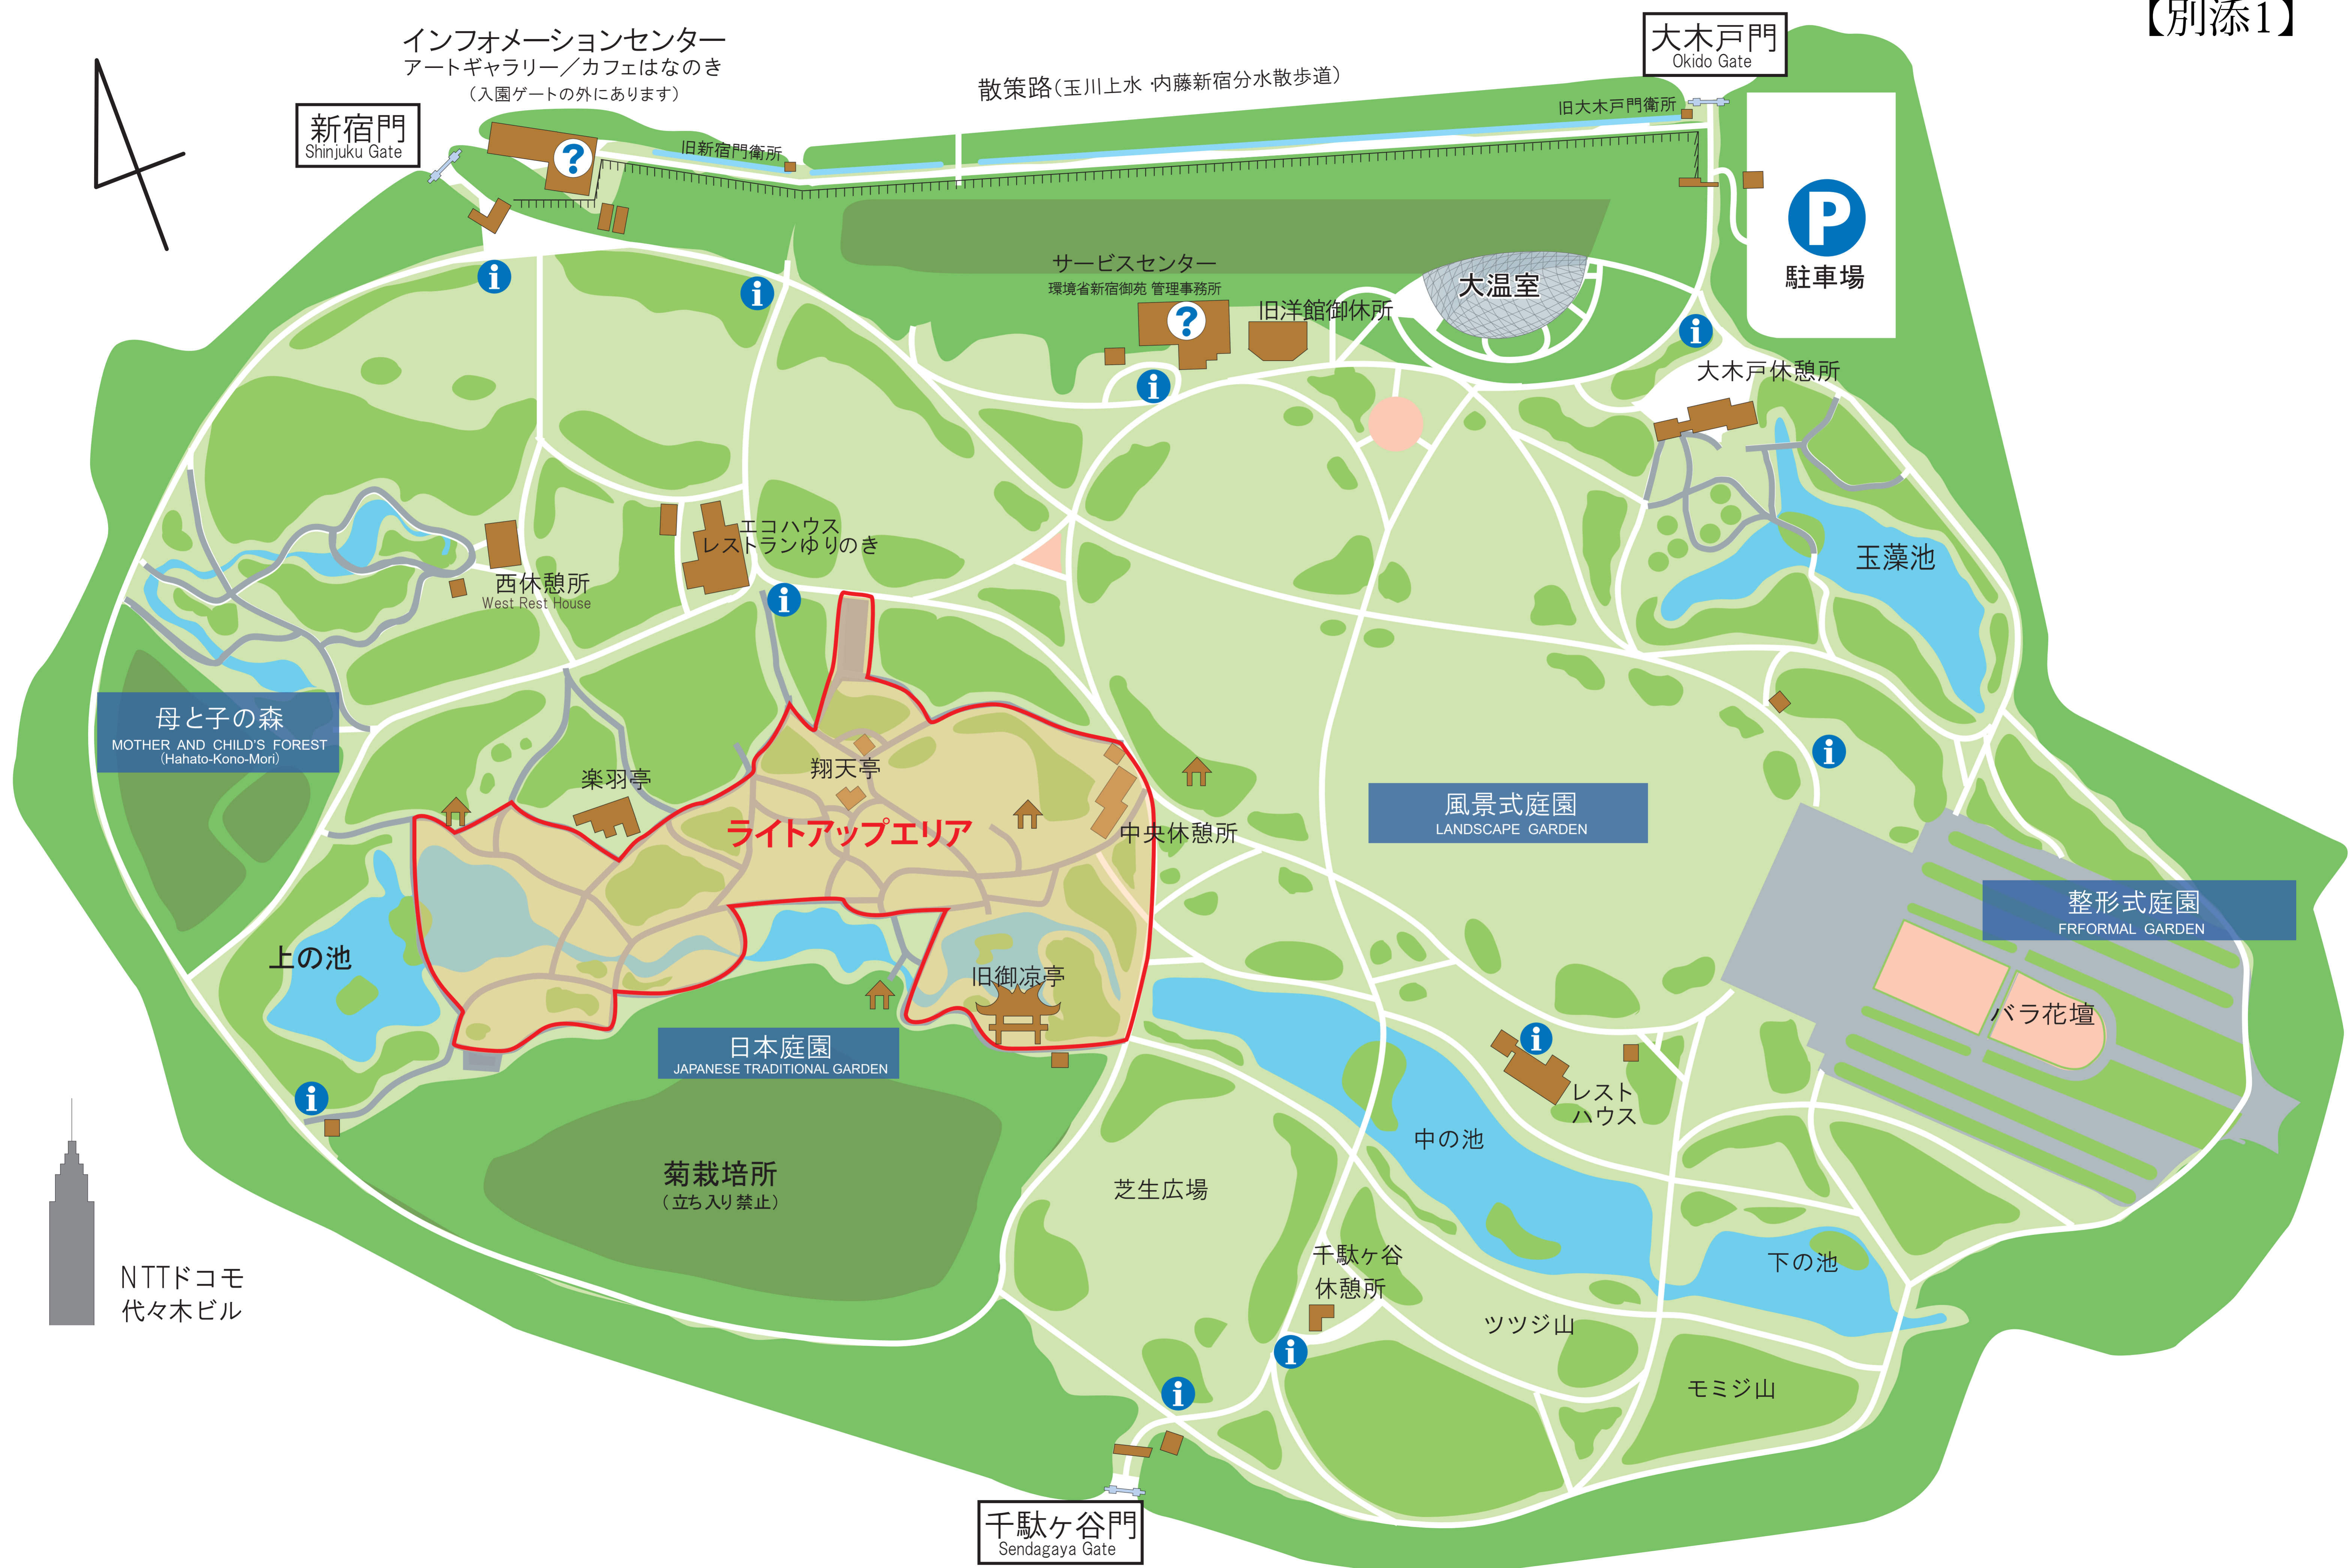 【別添1】
インフォメーションセンター
アートギャラリー／カフェはなのき
（入園ゲートの外にあります）
新宿門
Shinjuku Gate
旧新宿門衛所
散策路（玉川上水・内藤新宿分水散歩道）
大木戸門
Okido Gate
旧大木戸門衛所
P
駐車場
?
i
i
サービスセンター
環境省新宿御苑 管理事務所
?
旧洋館御休所
大温室
i
i
大木戸休憩所
エコハウス
レストランゆりのき
西休憩所
West Rest House
i
玉藻池
母と子の森
MOTHER AND CHILD'S FOREST
（Hahato-Kono-Mori）
楽羽亭
翔天亭
ライトアップエリア
中央休憩所
i
風景式庭園
LANDSCAPE GARDEN
整形式庭園
FRFORMAL GARDEN
上の池
旧御凉亭
バラ花壇
日本庭園
JAPANESE TRADITIONAL GARDEN
i
i
レスト
ハウス
中の池
菊栽培所
（立ち入り禁止）
芝生広場
千駄ヶ谷
休憩所
下の池
NTTドコモ
代々木ビル
ツツジ山
i
i
モミジ山
千駄ヶ谷門
Sendagaya Gate